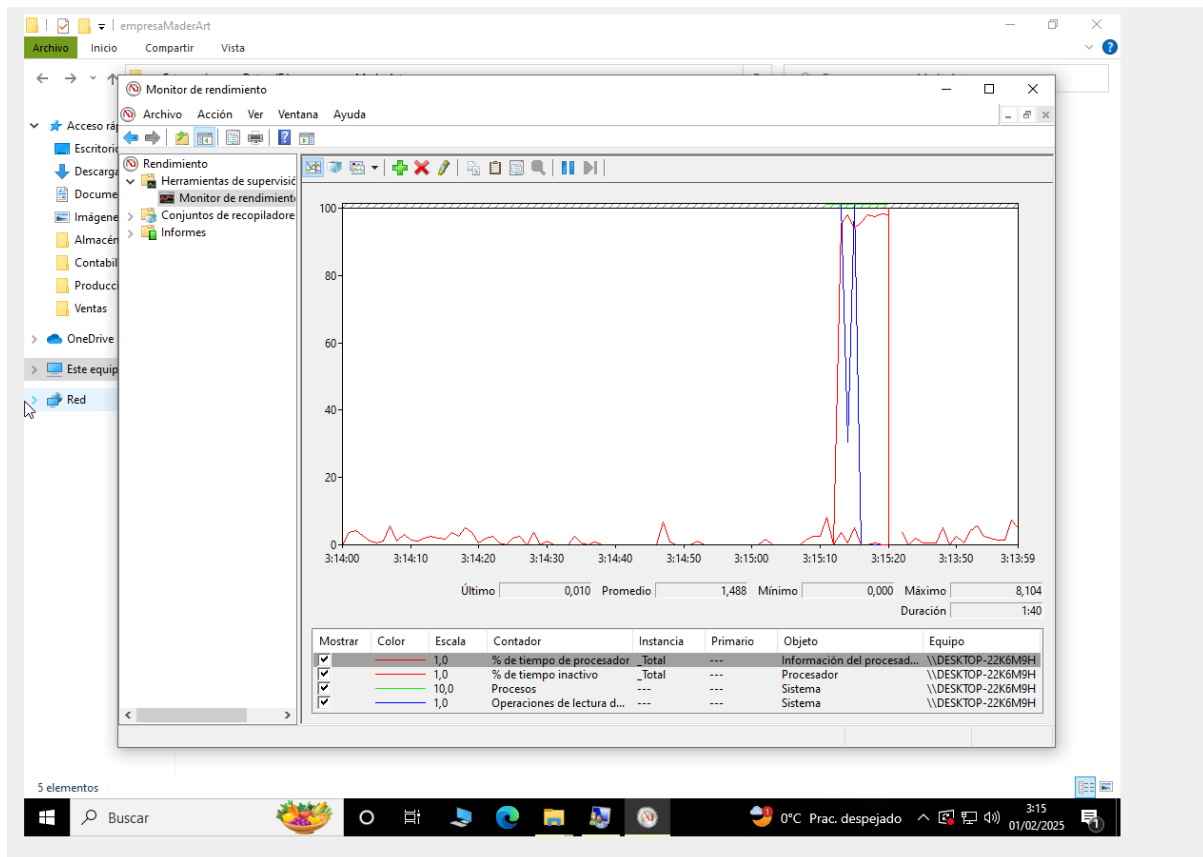 empresaMaderArt
Archivo Inicio Compartir Vista
Monitor de rendimiento
Archivo Acción Ver Ventana Ayuda
Acceso ráp
Escritorio
Descarga
Docume
Imágene
Almacén
Contabil
Producci
Ventas
OneDrive
Este equip
Red
Rendimiento
Herramientas de supervisió
Monitor de rendimiento
Conjuntos de recopiladore
Informes
100
80
60
40
20
0
3:14:00 3:14:10 3:14:20 3:14:30 3:14:40 3:14:50 3:15:00 3:15:10 3:15:20 3:13:50 3:13:59
Último 0,010 Promedio 1,488 Mínimo 0,000 Máximo 8,104
Duración 1:40
Mostrar Color Escala Contador Instancia Primario Objeto Equipo
1,0 % de tiempo de procesador _Total --- Información del procesad... \\DESKTOP-22K6M9H
1,0 % de tiempo inactivo _Total --- Procesador \\DESKTOP-22K6M9H
10,0 Procesos --- --- Sistema \\DESKTOP-22K6M9H
1,0 Operaciones de lectura d... --- --- Sistema \\DESKTOP-22K6M9H
5 elementos
Buscar
0°C Prac. despejado
3:15
01/02/2025
1